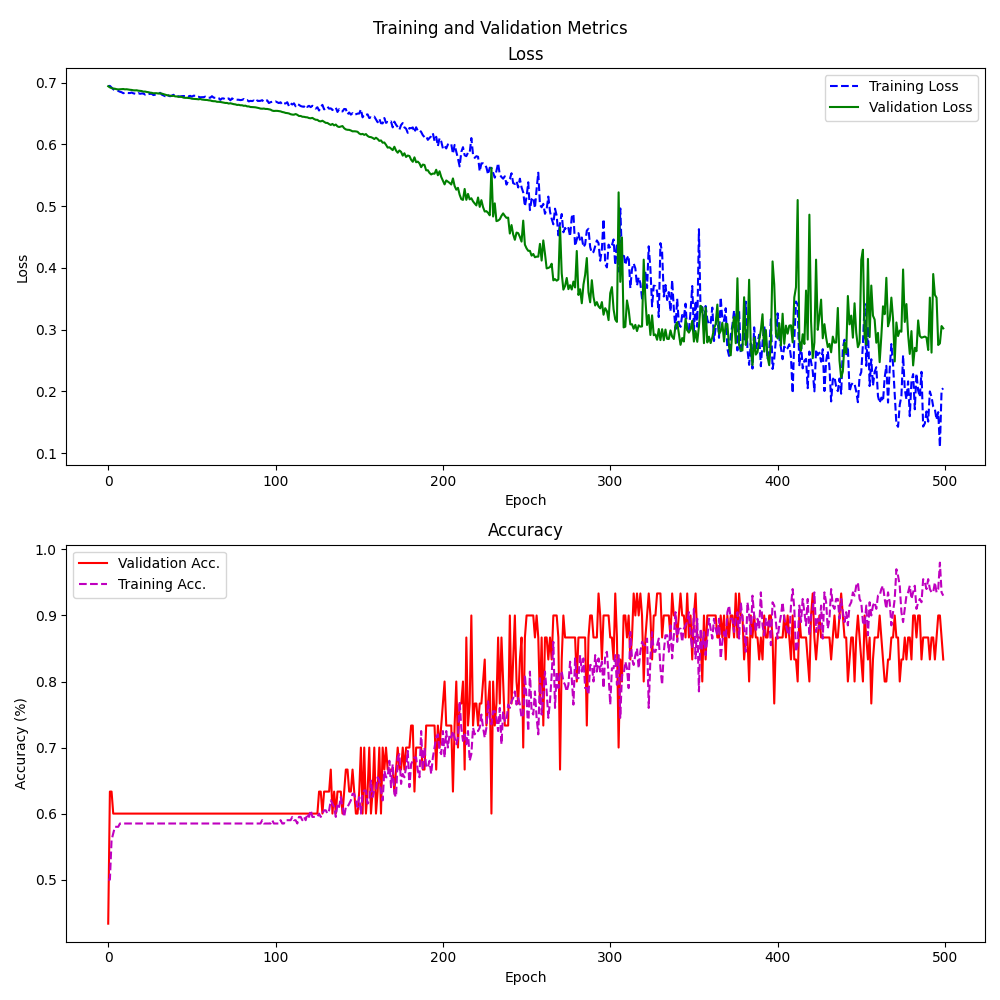 Training and Validation Metrics
Loss
0.7
0.6
0.5
0.4
0.3
0.2
0.1
Loss
Training Loss
Validation Loss
0 100 200 300 400 500
Epoch
Accuracy
1.0
0.9
0.8
0.7
0.6
0.5
Accuracy (%)
Validation Acc.
Training Acc.
0 100 200 300 400 500
Epoch